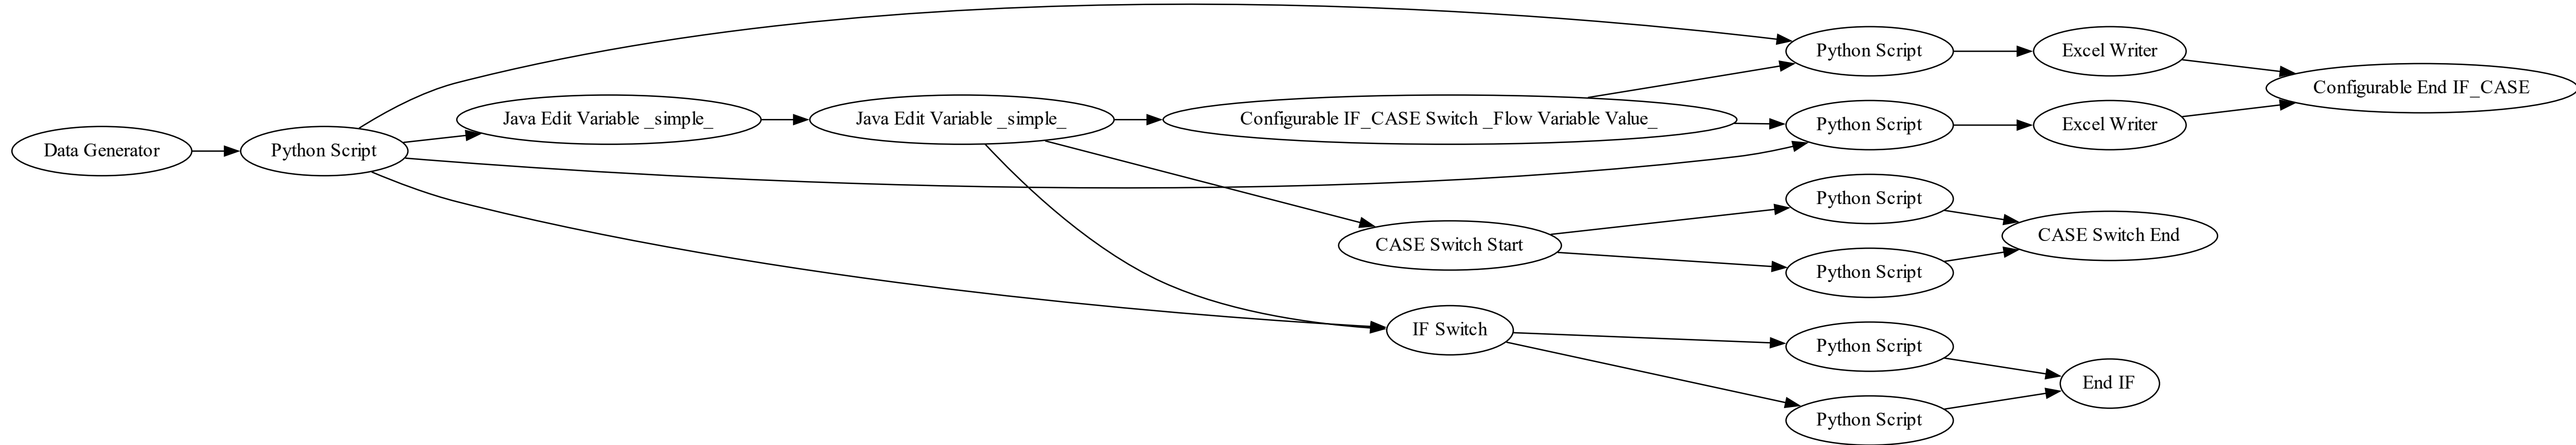 Data Generator
Python Script
Java Edit Variable _simple_
Java Edit Variable _simple_
Configurable IF_CASE Switch _Flow Variable Value_
Python Script
Excel Writer
Configurable End IF_CASE
Python Script
Excel Writer
CASE Switch Start
Python Script
Python Script
CASE Switch End
IF Switch
Python Script
Python Script
End IF